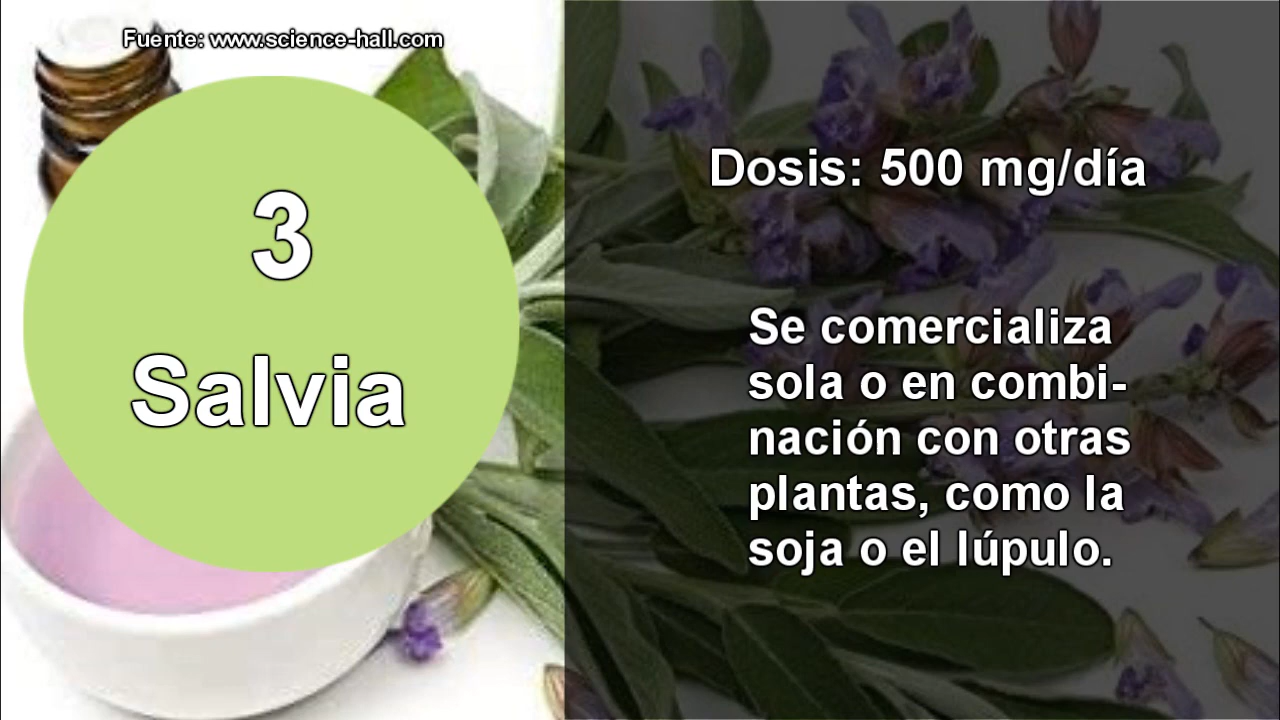 Fuente: www.science-hall.com
3
Salvia
Dosis: 500 mg/día
Se comercializa
sola o en combi-
nación con otras
plantas, como la
soja o el lúpulo.